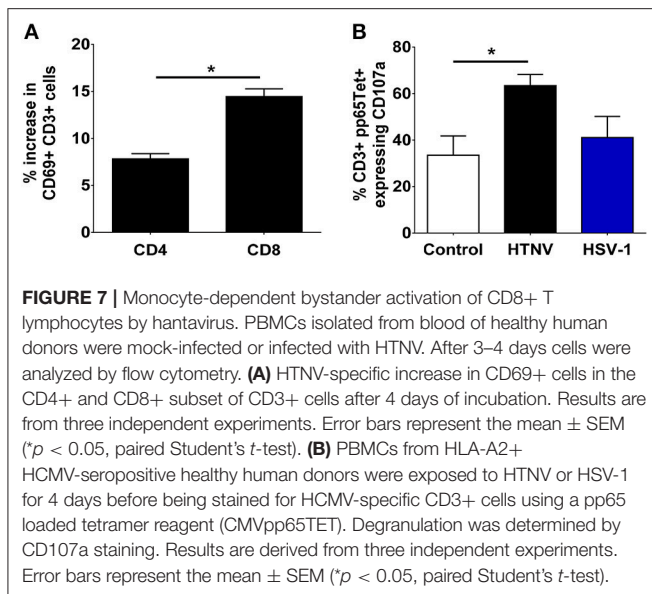 A
% increase in
CD69+ CD3+ cells
20
15
10
5
0
*
CD4
CD8
B
% CD3+ pp65Tet+
expressing CD107a
80
60
40
20
0
*
Control
HTNV
HSV-1
FIGURE 7 | Monocyte-dependent bystander activation of CD8+ T
lymphocytes by hantavirus. PBMCs isolated from blood of healthy human
donors were mock-infected or infected with HTNV. After 3–4 days cells were
analyzed by flow cytometry. (A) HTNV-specific increase in CD69+ cells in the
CD4+ and CD8+ subset of CD3+ cells after 4 days of incubation. Results are
from three independent experiments. Error bars represent the mean ± SEM
(*p < 0.05, paired Student's t-test). (B) PBMCs from HLA-A2+
HCMV-seropositive healthy human donors were exposed to HTNV or HSV-1
for 4 days before being stained for HCMV-specific CD3+ cells using a pp65
loaded tetramer reagent (CMVpp65TET). Degranulation was determined by
CD107a staining. Results are derived from three independent experiments.
Error bars represent the mean ± SEM (*p < 0.05, paired Student's t-test).